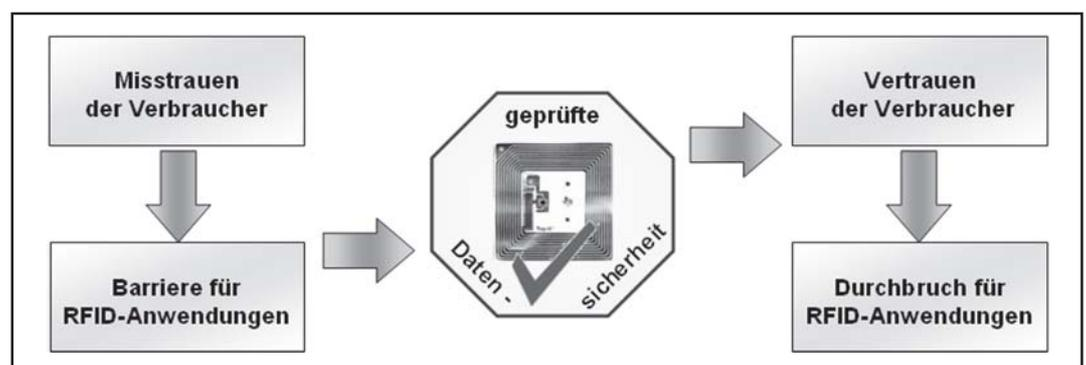 Misstrauen
der Verbraucher
Barriere für
RFID-Anwendungen
geprüfte
Daten -
sicherheit
Vertrauen
der Verbraucher
Durchbruch für
RFID-Anwendungen